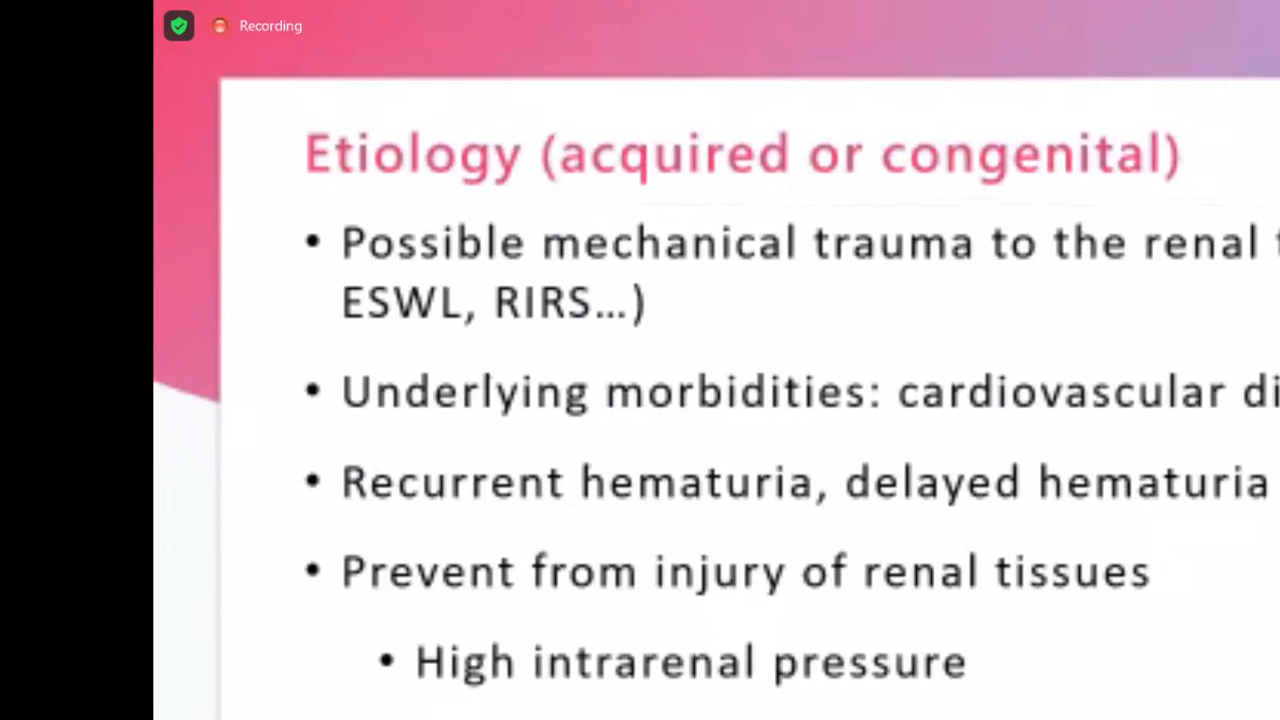 Recording
Etiology (acquired or congenital)
• Possible mechanical trauma to the renal
ESWL, RIRS...)
• Underlying morbidities: cardiovascular
• Recurrent hematuria, delayed hematuria
• Prevent from injury of renal tissues
• High intrarenal pressure